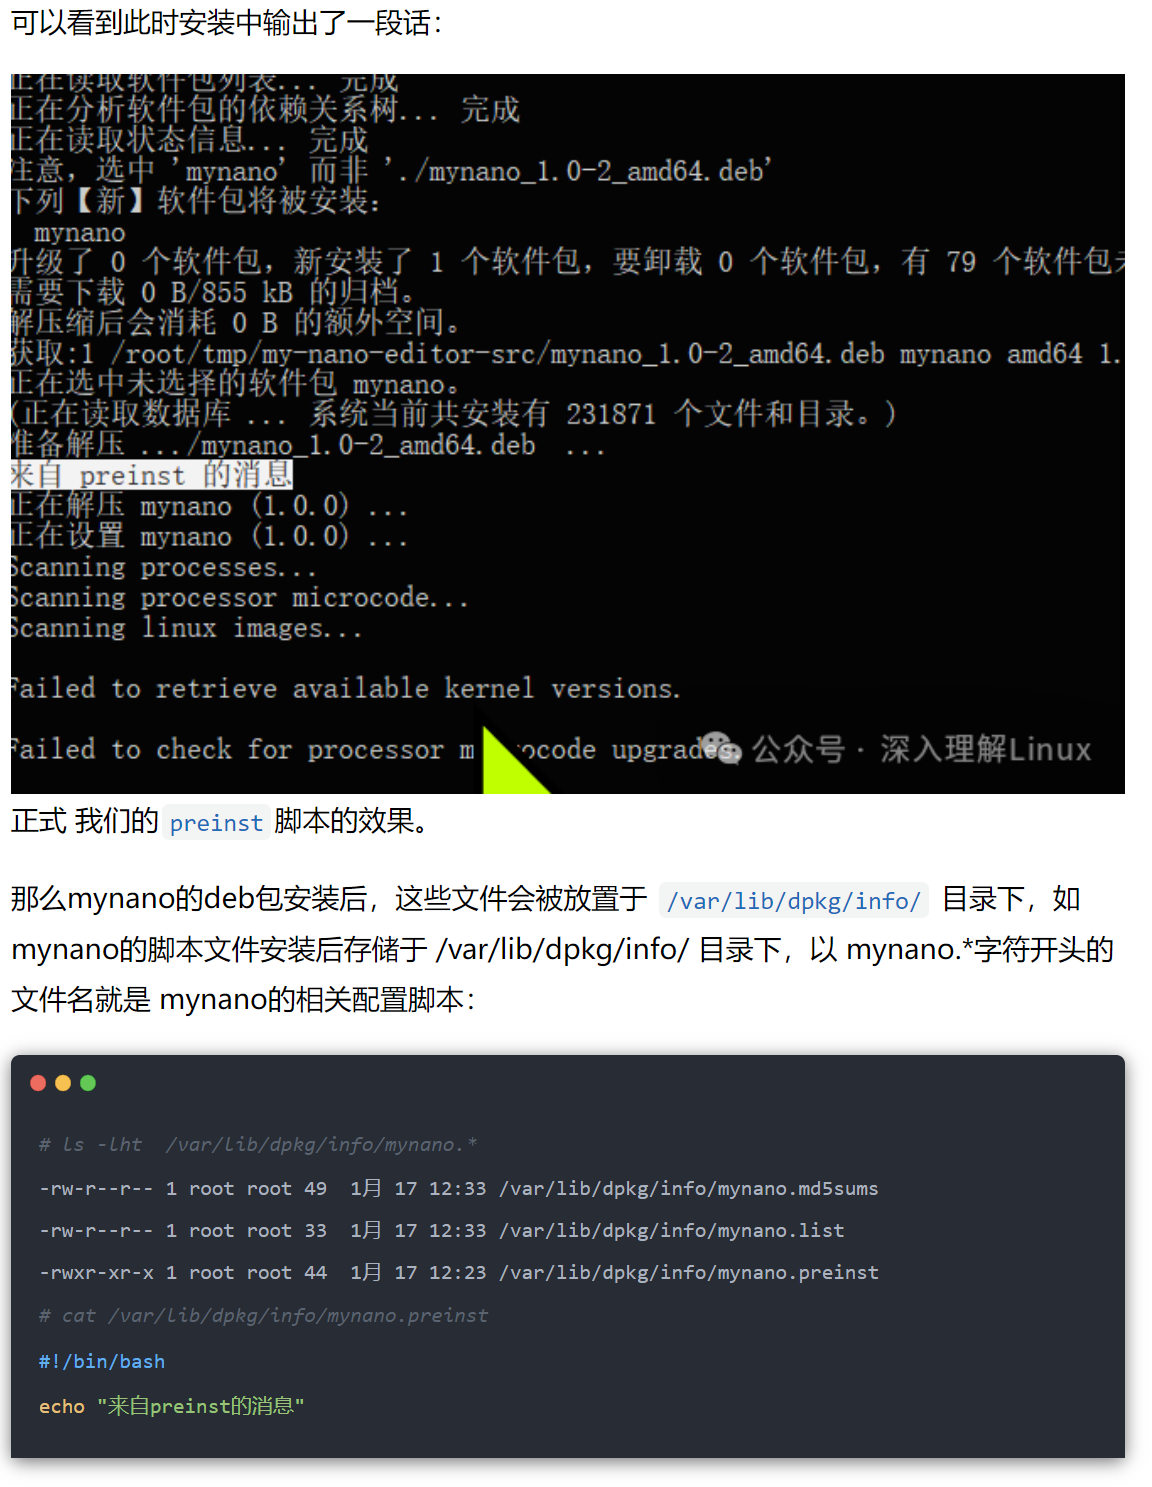 可以看到此时安装中输出了一段话：
正在读取软件包列表... 完成
正在分析软件包的依赖关系树... 完成
正在读取状态信息... 完成
注意，选中 'mynano' 而非 './mynano_1.0-2_amd64.deb'
下列【新】软件包将被安装：
mynano
升级了 0 个软件包，新安装了 1 个软件包，要卸载 0 个软件包，有 79 个软件包
需要下载 0 B/855 kB 的归档。
解压缩后会消耗 0 B 的额外空间。
获取:1 /root/tmp/my-nano-editor-src/mynano_1.0-2_amd64.deb mynano amd64 1.
正在选中未选择的软件包 mynano。
(正在读取数据库 ... 系统当前共安装有 231871 个文件和目录。)
准备解压 .../mynano_1.0-2_amd64.deb ...
来自 preinst 的消息
正在解压 mynano (1.0.0) ...
正在设置 mynano (1.0.0) ...
Scanning processes...
Scanning processor microcode...
Scanning linux images...
Failed to retrieve available kernel versions.
Failed to check for processor m ocode upgrades.
公众号 · 深入理解Linux
正式 我们的 preinst 脚本的效果。
那么mynano的deb包安装后，这些文件会被放置于 /var/lib/dpkg/info/ 目录下，如
mynano的脚本文件安装后存储于 /var/lib/dpkg/info/ 目录下，以 mynano.*字符开头的
文件名就是 mynano的相关配置脚本：
# ls -lht  /var/lib/dpkg/info/mynano.*
-rw-r--r-- 1 root root 49  1月 17 12:33 /var/lib/dpkg/info/mynano.md5sums
-rw-r--r-- 1 root root 33  1月 17 12:33 /var/lib/dpkg/info/mynano.list
-rwxr-xr-x 1 root root 44  1月 17 12:23 /var/lib/dpkg/info/mynano.preinst
# cat /var/lib/dpkg/info/mynano.preinst
#!/bin/bash
echo "来自preinst的消息"